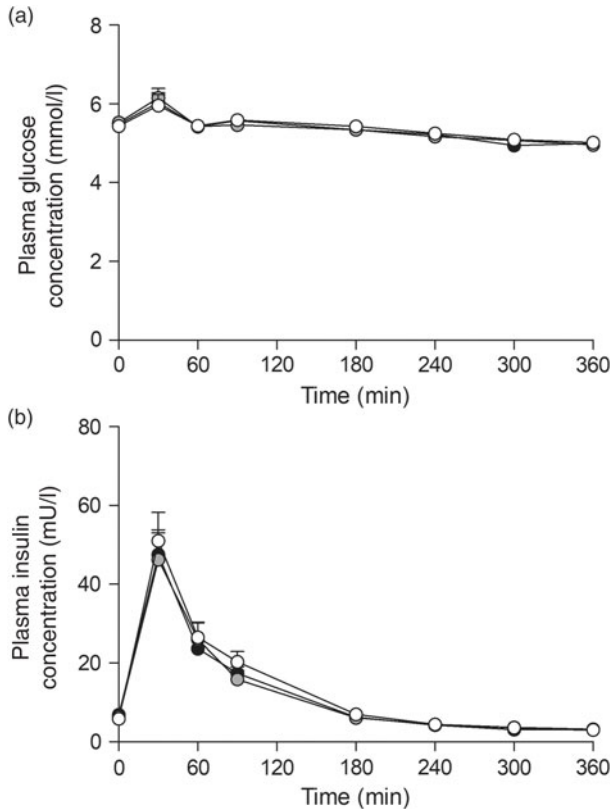 (a)
8
6
4
2
0
Plasma glucose
concentration (mmol/l)
0 60 120 180 240 300 360
Time (min)
(b)
80
60
40
20
0
Plasma insulin
concentration (mU/l)
0 60 120 180 240 300 360
Time (min)